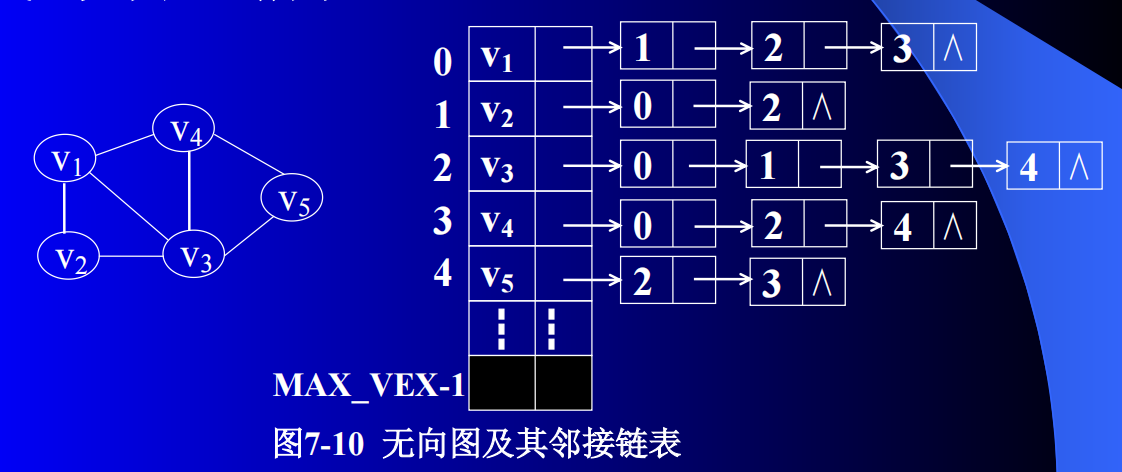 v4
v1
v5
v2
v3
0 v1 1 2 3 ∧
1 v2 0 2 ∧
2 v3 0 1 3 4 ∧
3 v4 0 2 4 ∧
4 v5 2 3 ∧
MAX_VEX-1
图7-10 无向图及其邻接链表